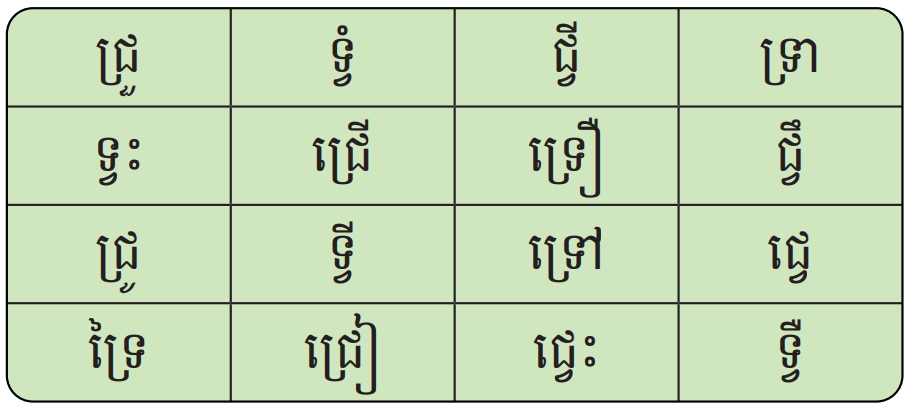 ជ្រួ ទ្វំ ជ្វី ទ្រា
ទ្វះ ជ្រើ ទ្រឿ ជ្វឹ
ជ្រូ ទ្វី ទ្រៅ ជ្វេ
ទ្រៃ ជ្រៀ ជ្វេះ ទ្វឺ